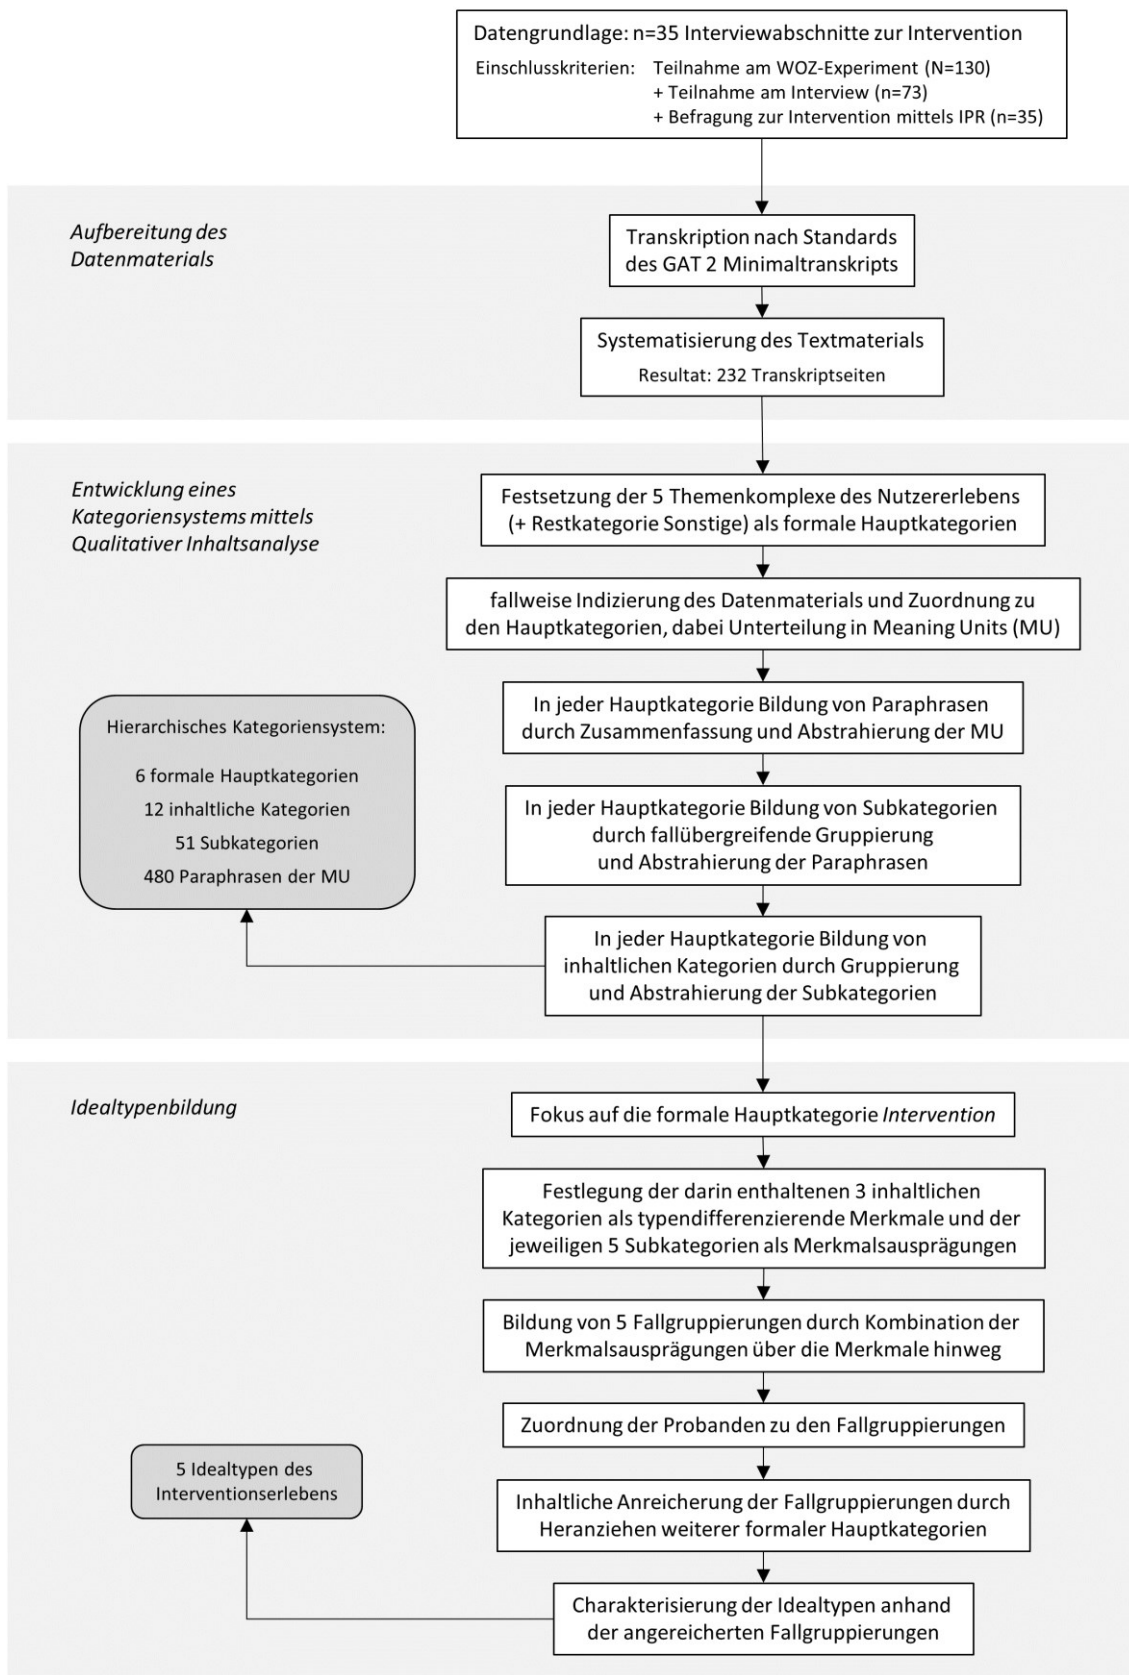 Datengrundlage: n=35 Interviewabschnitte zur Intervention
Einschlusskriterien: Teilnahme am WOZ-Experiment (N=130)
+ Teilnahme am Interview (n=73)
+ Befragung zur Intervention mittels IPR (n=35)
Aufbereitung des
Datenmaterials
Transkription nach Standards
des GAT 2 Minimaltranskripts
Systematisierung des Textmaterials
Resultat: 232 Transkriptseiten
Entwicklung eines
Kategoriensystems mittels
Qualitativer Inhaltsanalyse
Festsetzung der 5 Themenkomplexe des Nutzererlebens
(+ Restkategorie Sonstige) als formale Hauptkategorien
fallweise Indizierung des Datenmaterials und Zuordnung zu
den Hauptkategorien, dabei Unterteilung in Meaning Units (MU)
In jeder Hauptkategorie Bildung von Paraphrasen
durch Zusammenfassung und Abstrahierung der MU
In jeder Hauptkategorie Bildung von Subkategorien
durch fallübergreifende Gruppierung
und Abstrahierung der Paraphrasen
In jeder Hauptkategorie Bildung von
inhaltlichen Kategorien durch Gruppierung
und Abstrahierung der Subkategorien
Hierarchisches Kategoriensystem:
6 formale Hauptkategorien
12 inhaltliche Kategorien
51 Subkategorien
480 Paraphrasen der MU
Idealtypenbildung
Fokus auf die formale Hauptkategorie Intervention
Festlegung der darin enthaltenen 3 inhaltlichen
Kategorien als typendifferenzierende Merkmale und der
jeweiligen 5 Subkategorien als Merkmalsausprägungen
Bildung von 5 Fallgruppierungen durch Kombination der
Merkmalsausprägungen über die Merkmale hinweg
Zuordnung der Probanden zu den Fallgruppierungen
Inhaltliche Anreicherung der Fallgruppierungen durch
Heranziehen weiterer formaler Hauptkategorien
Charakterisierung der Idealtypen anhand
der angereicherten Fallgruppierungen
5 Idealtypen des
Interventionserlebens